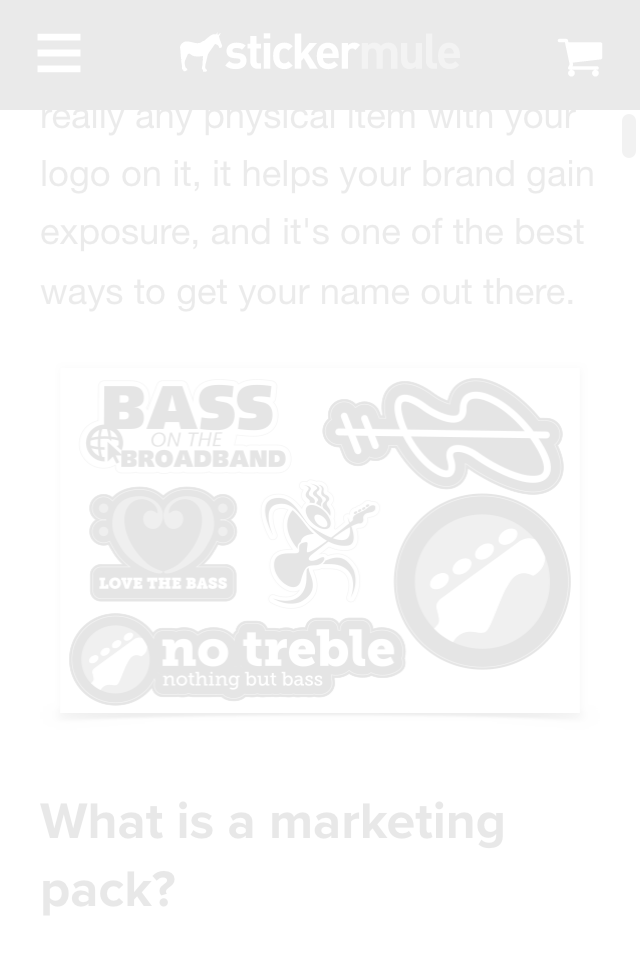 stickermule
really any physical item with your
logo on it, it helps your brand gain
exposure, and it's one of the best
ways to get your name out there.
BASS
ON THE
BROADBAND
LOVE THE BASS
no treble
nothing but bass
What is a marketing
pack?